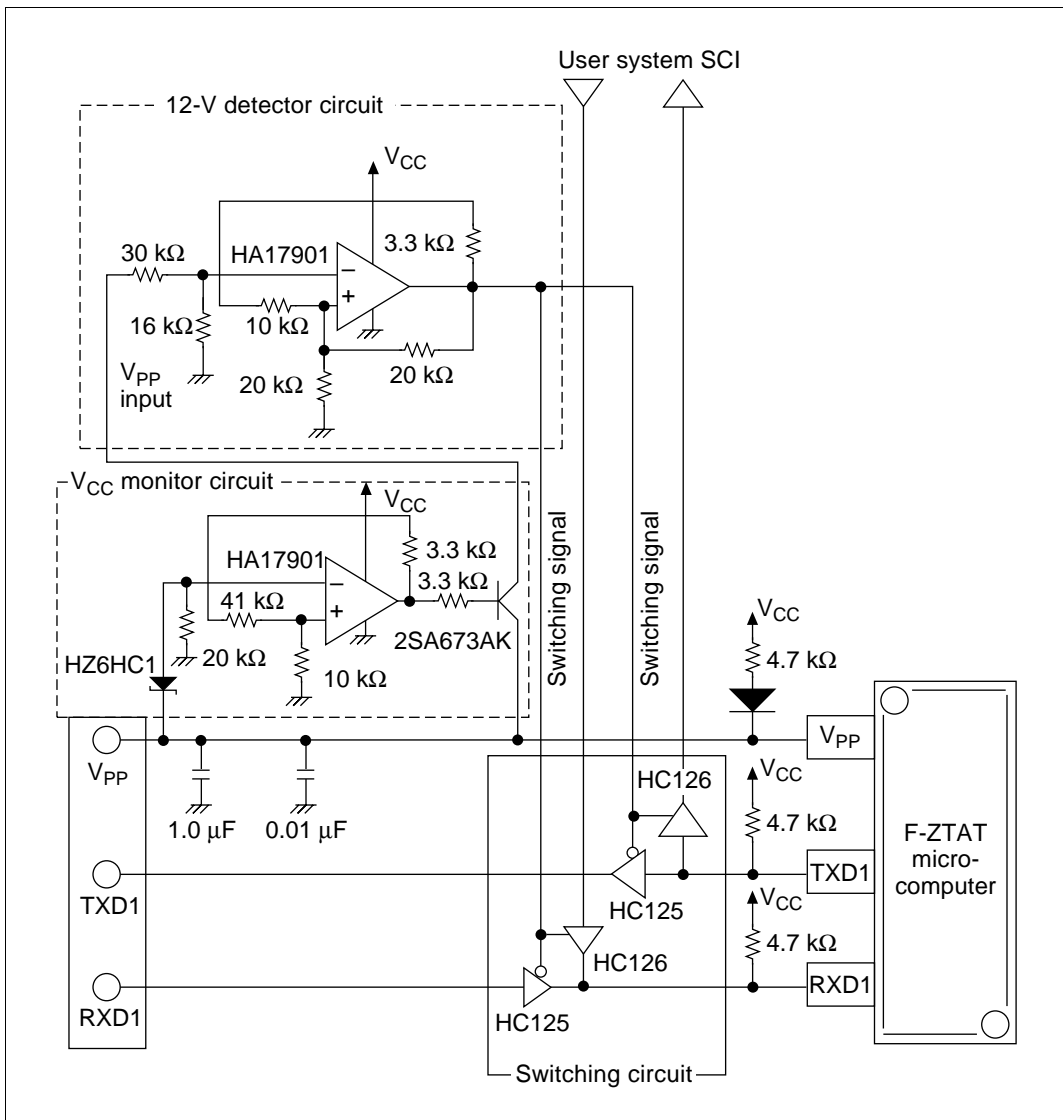 User system SCI
12-V detector circuit
VCC
30 kΩ
HA17901
3.3 kΩ
−
+
16 kΩ
10 kΩ
20 kΩ
VPP
input
20 kΩ
VCC monitor circuit
VCC
HA17901
3.3 kΩ
3.3 kΩ
−
+
41 kΩ
20 kΩ
2SA673AK
HZ6HC1
10 kΩ
Switching signal
Switching signal
VCC
4.7 kΩ
VPP
1.0 µF
0.01 µF
VPP
HC126
VCC
4.7 kΩ
F-ZTAT
micro-
computer
TXD1
HC125
TXD1
VCC
4.7 kΩ
HC126
RXD1
HC125
RXD1
Switching circuit